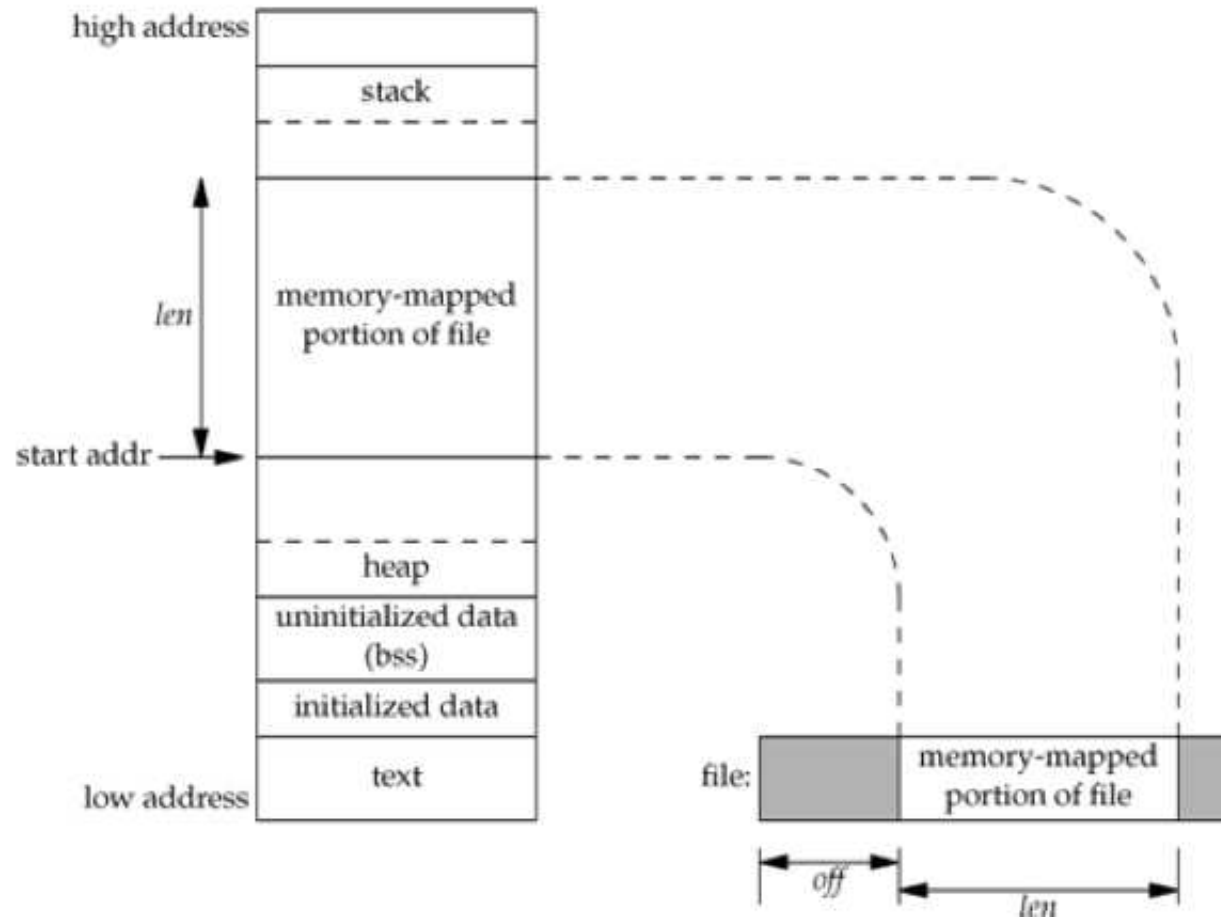 high address
stack
memory-mapped
portion of file
len
start addr
heap
uninitialized data
(bss)
initialized data
text
low address
file:
memory-mapped
portion of file
off
len